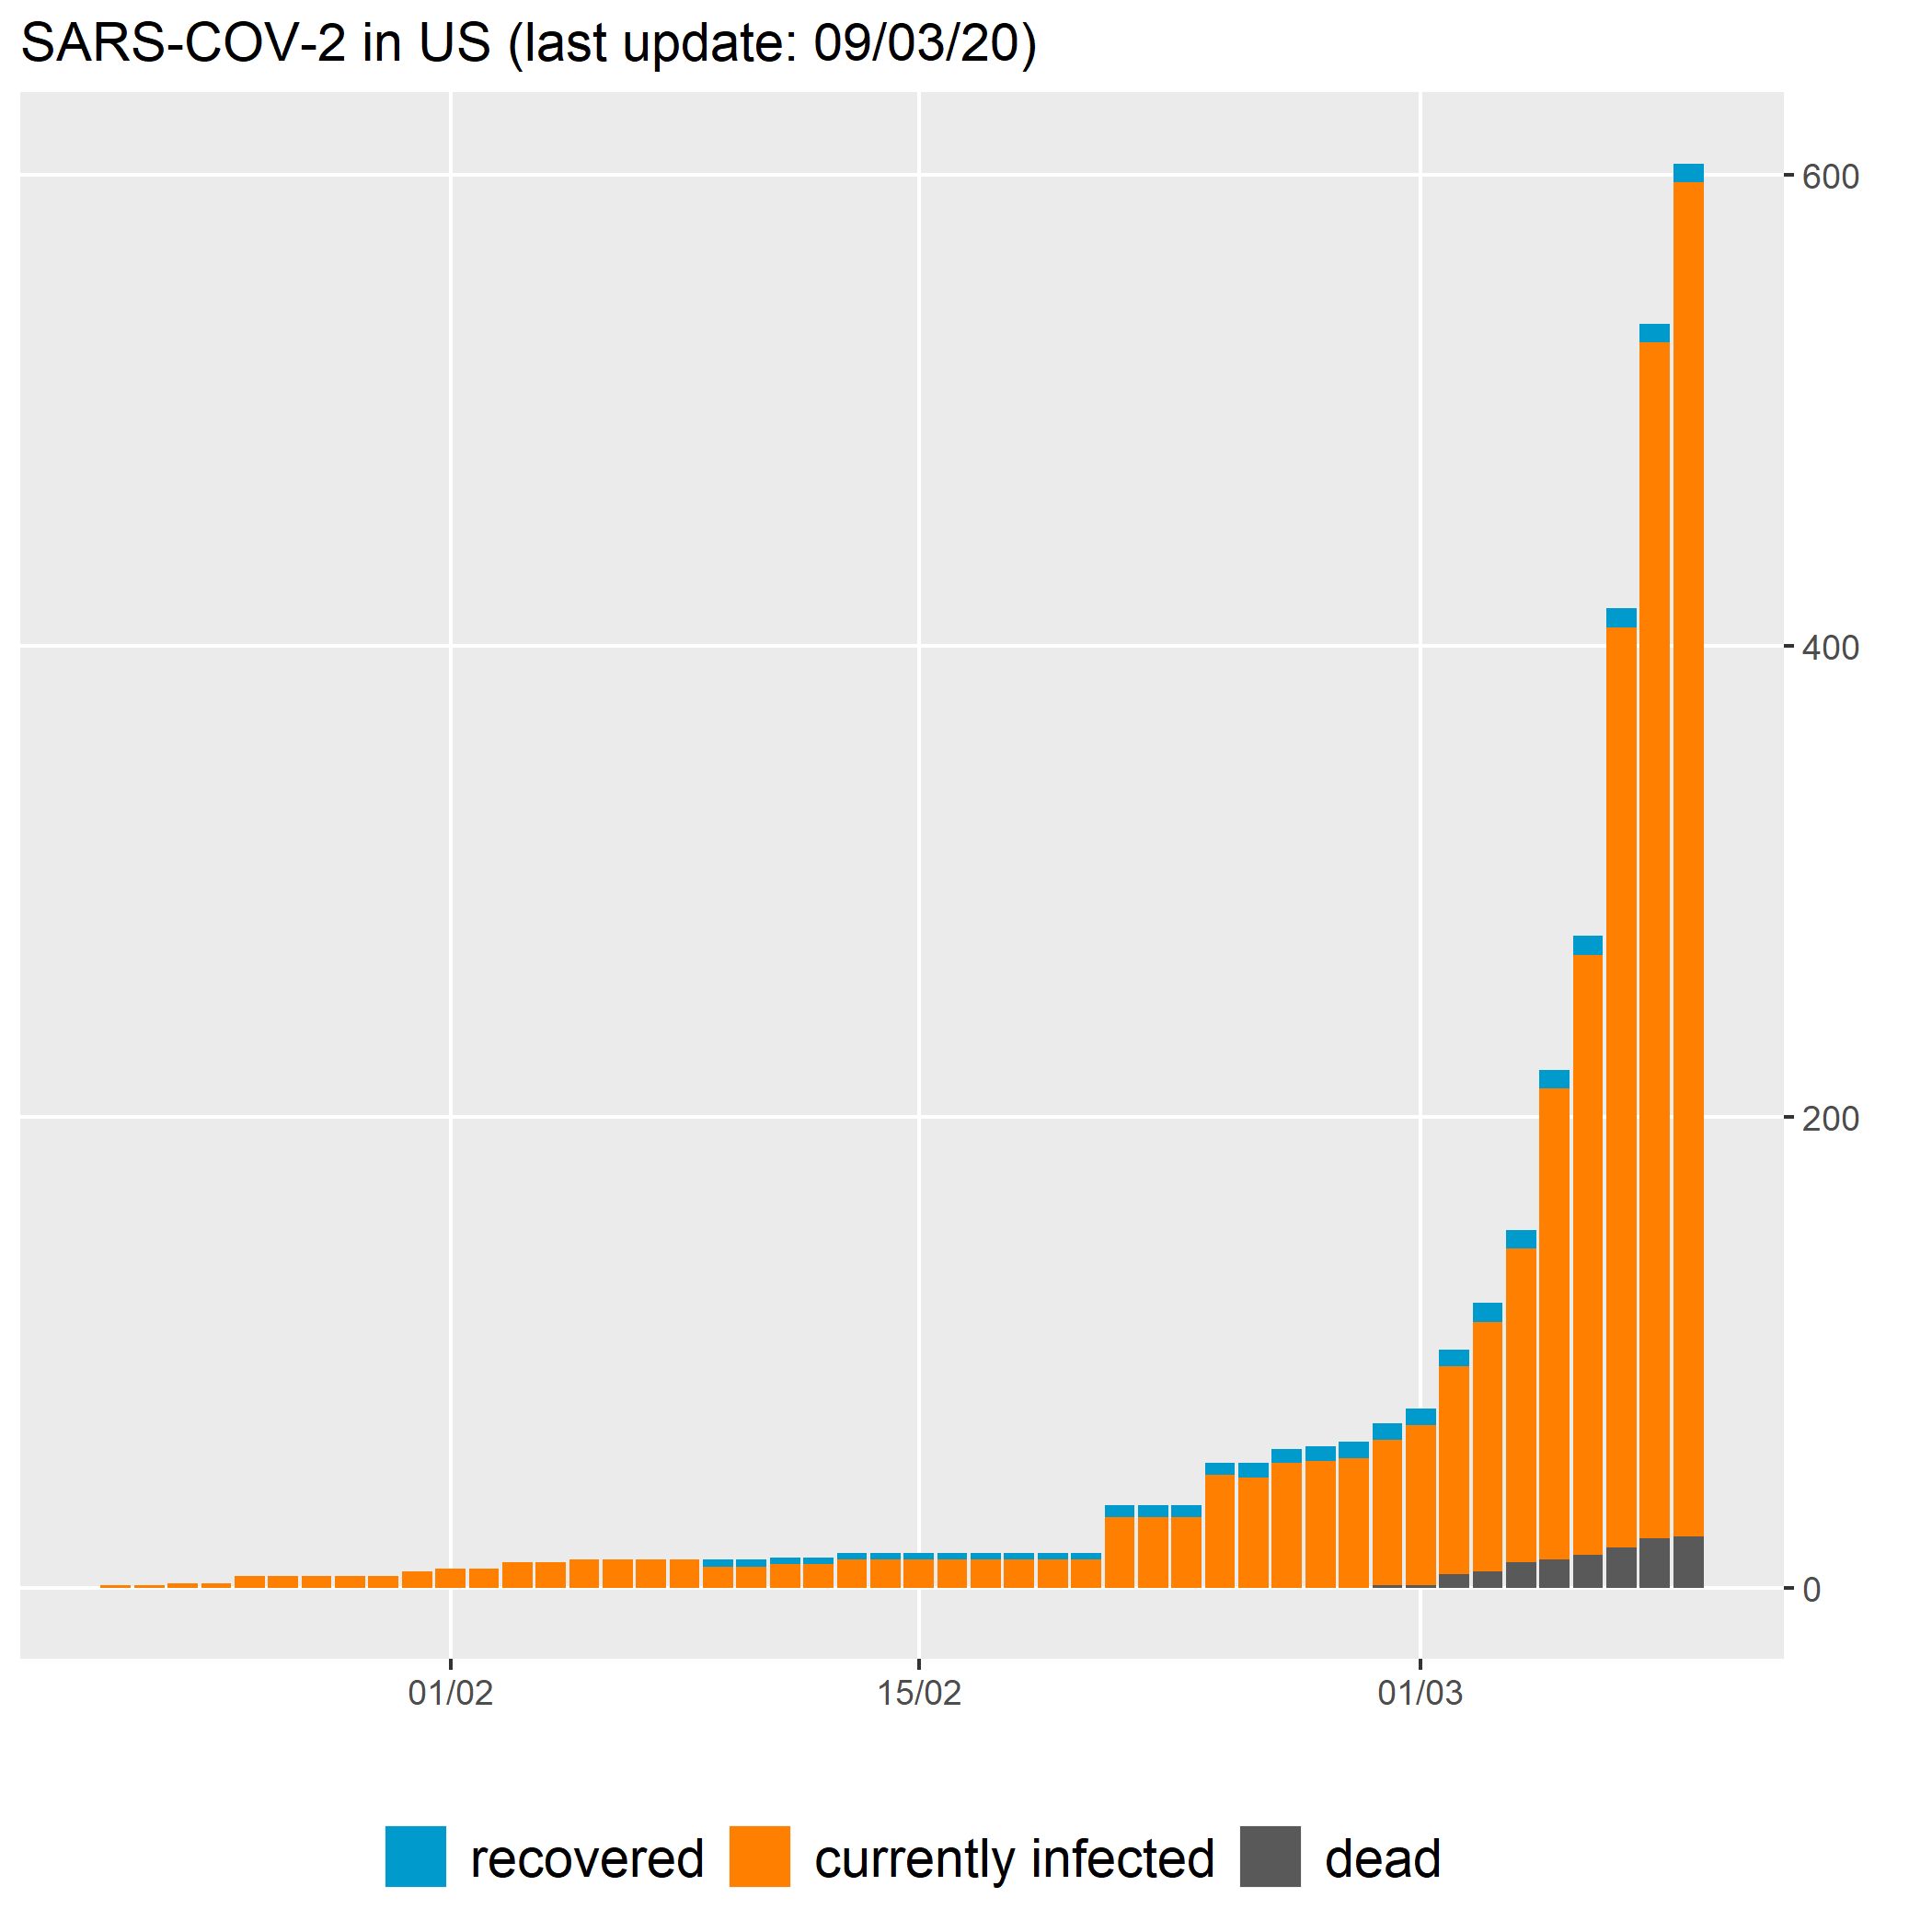 SARS-COV-2 in US (last update: 09/03/20)
600
400
200
0
01/02 15/02 01/03
recovered currently infected dead